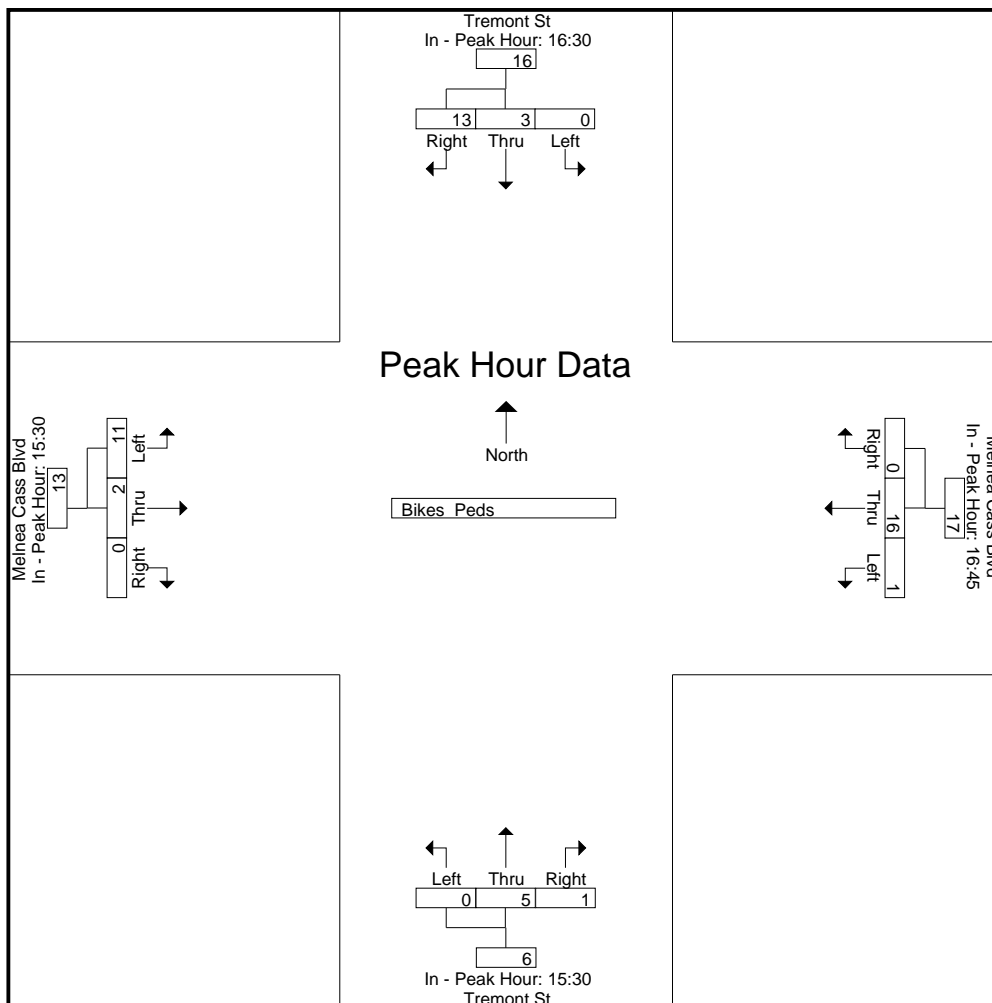 Tremont St
In - Peak Hour: 16:30
16
13 3 0
Right Thru Left
Peak Hour Data
North
Bikes Peds
Melnea Cass Blvd
In - Peak Hour: 15:30
13
11 2 0
Left Thru Right
Melnea Cass Blvd
In - Peak Hour: 16:45
17
0 16 1
Right Thru Left
Left Thru Right
0 5 1
6
In - Peak Hour: 15:30
Tremont St